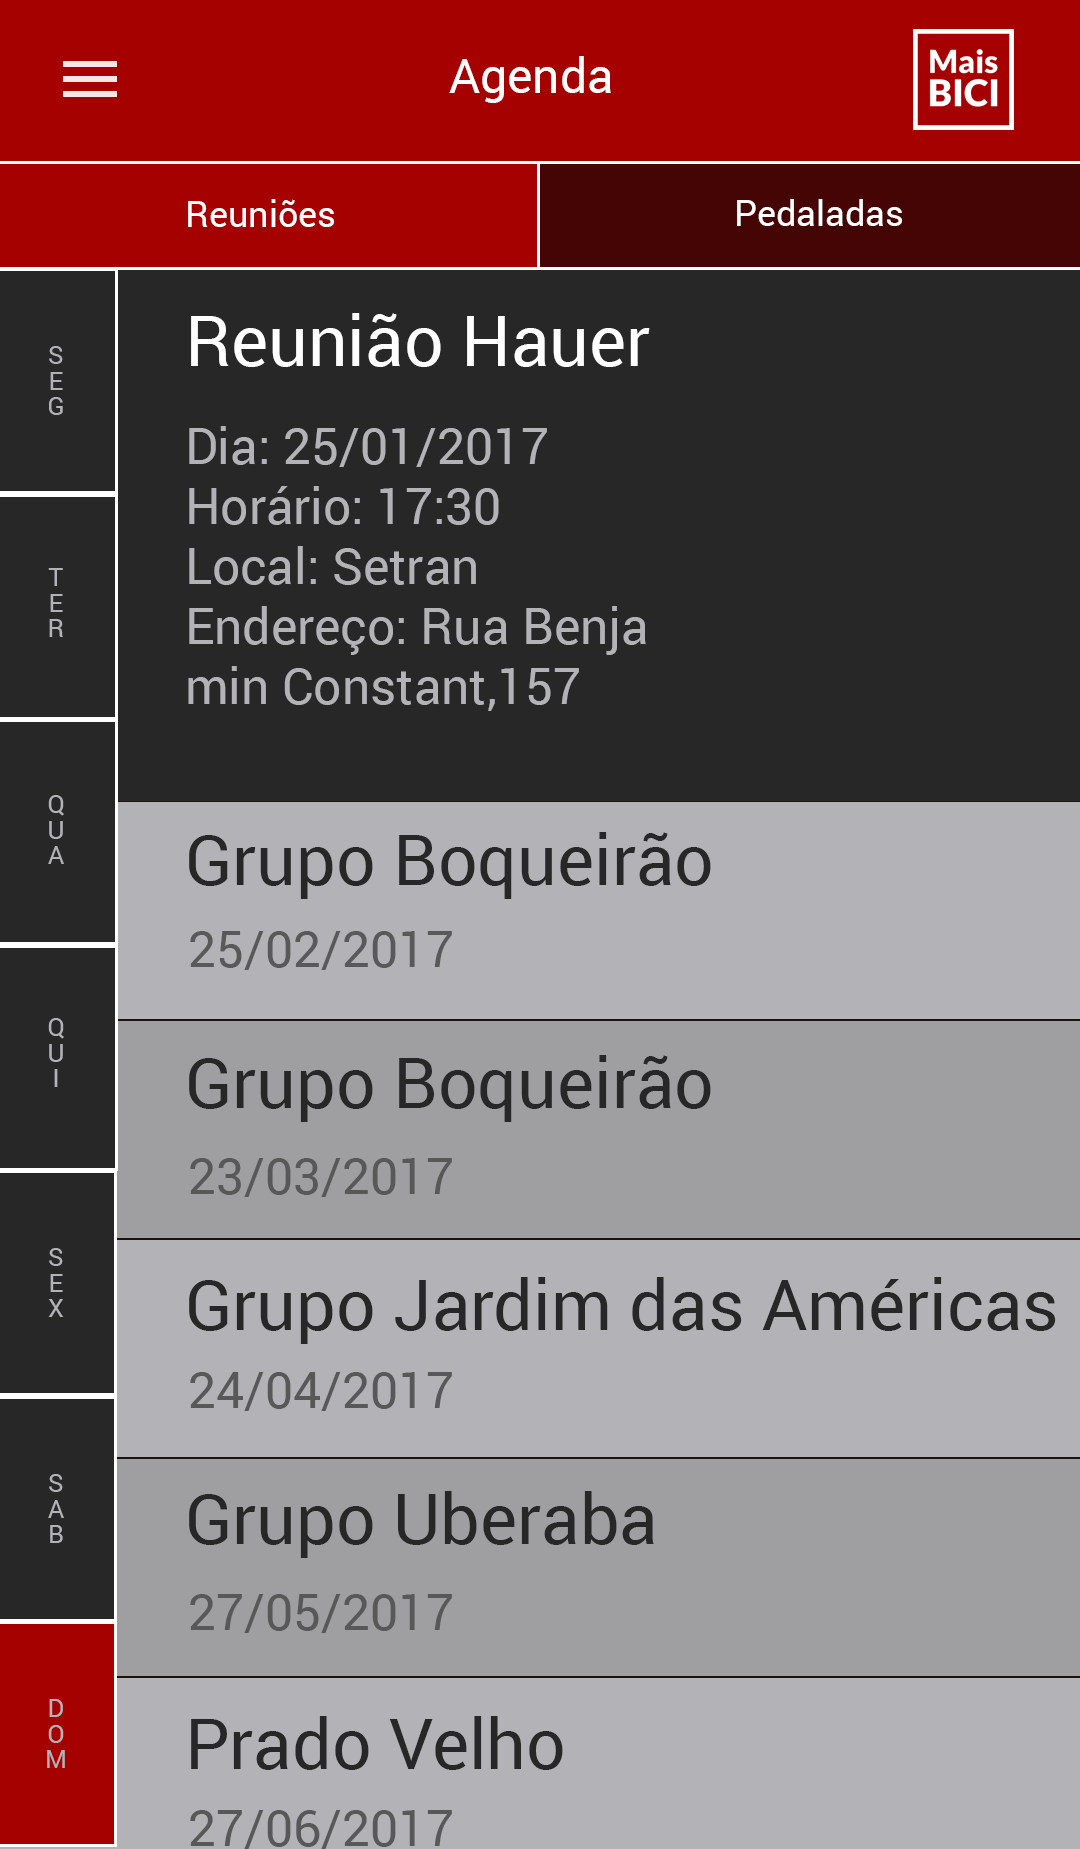 Agenda
Mais
BICI
Reuniões
Pedaladas
SEG
TER
QUA
QUI
SEX
SAB
DOM
Reunião Hauer
Dia: 25/01/2017
Horário: 17:30
Local: Setran
Endereço: Rua Benja
min Constant,157
Grupo Boqueirão
25/02/2017
Grupo Boqueirão
23/03/2017
Grupo Jardim das Américas
24/04/2017
Grupo Uberaba
27/05/2017
Prado Velho
27/06/2017